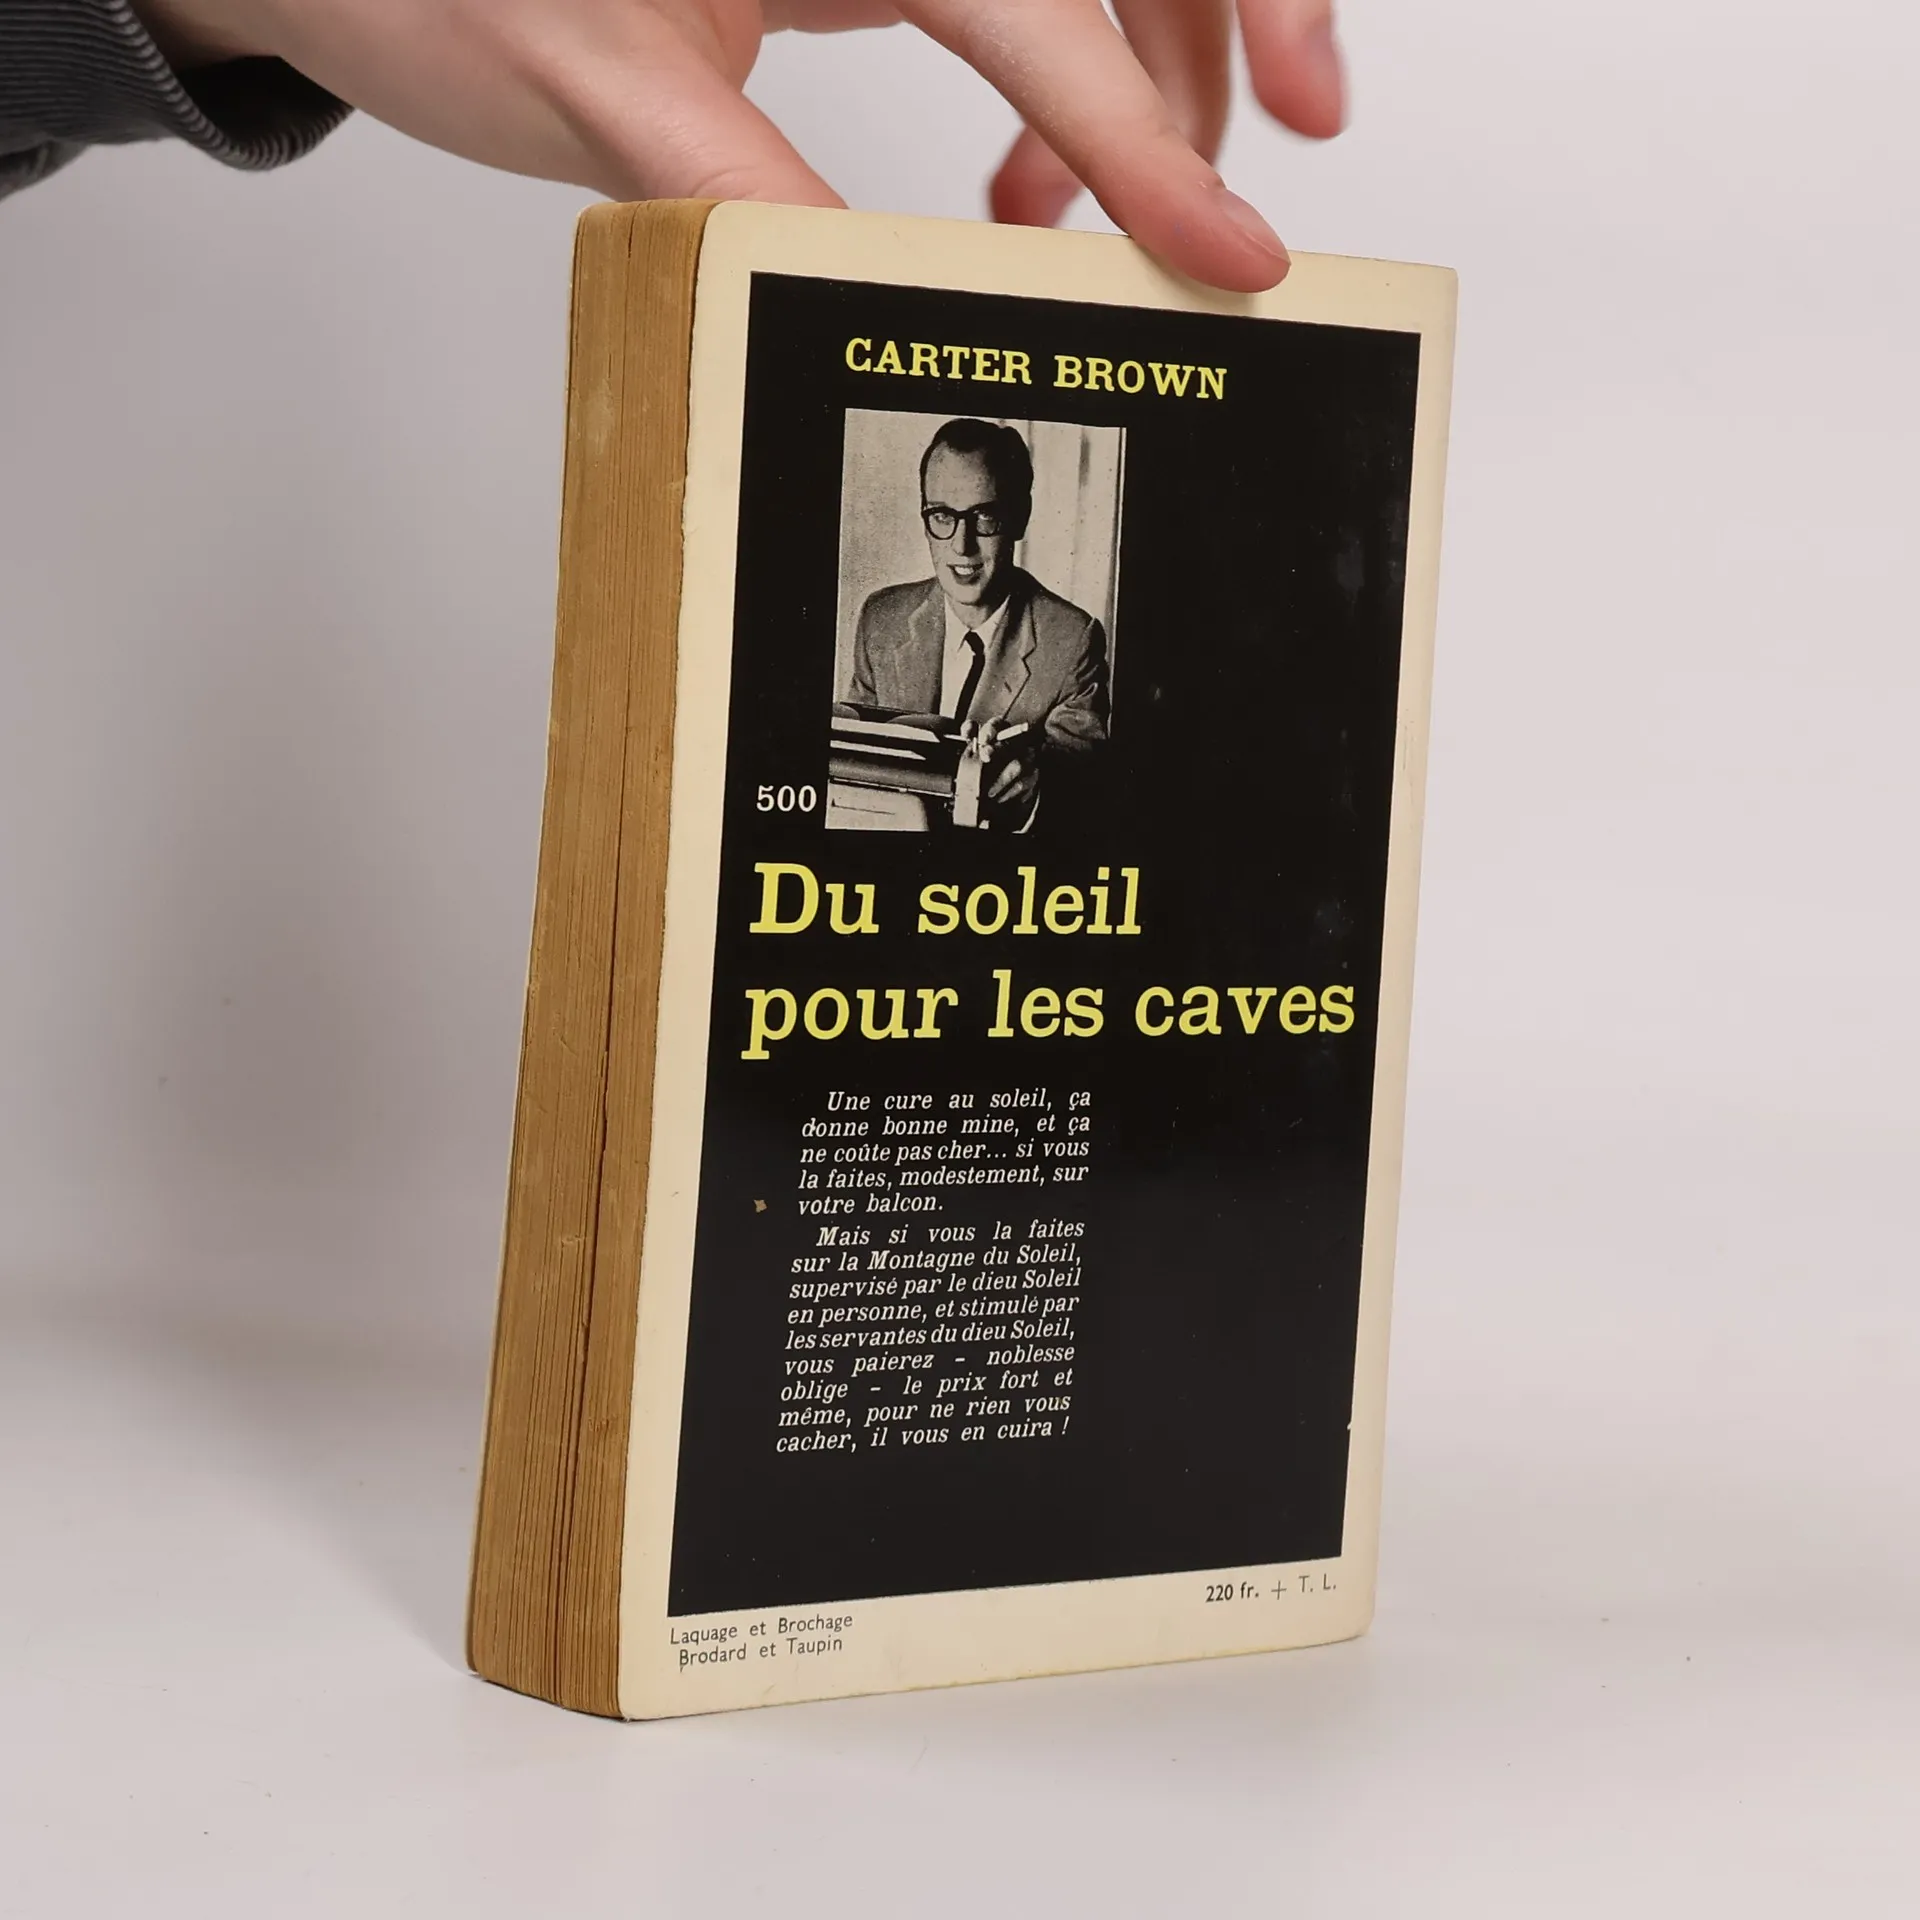 CARTER BROWN
500
Du soleil
pour les caves
Une cure au soleil, ça
donne bonne mine, et ça
ne coûte pas cher... si vous
la faites, modestement, sur
votre balcon.
Mais si vous la faites
sur la Montagne du Soleil,
supervisé par le dieu Soleil
en personne, et stimulé par
les servantes du dieu Soleil,
vous paierez - noblesse
oblige - le prix fort et
même, pour ne rien vous
cacher, il vous en cuira !
220 fr. + T. L.
Laquage et Brochage
Brodard et Taupin